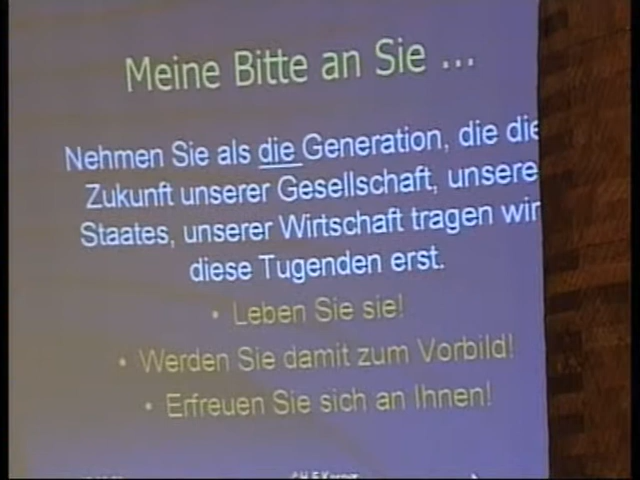 Meine Bitte an Sie ...
Nehmen Sie als die Generation, die die
Zukunft unserer Gesellschaft, unsere
Staates, unserer Wirtschaft tragen wir
diese Tugenden erst.
• Leben Sie sie!
• Werden Sie damit zum Vorbild!
• Erfreuen Sie sich an Ihnen!